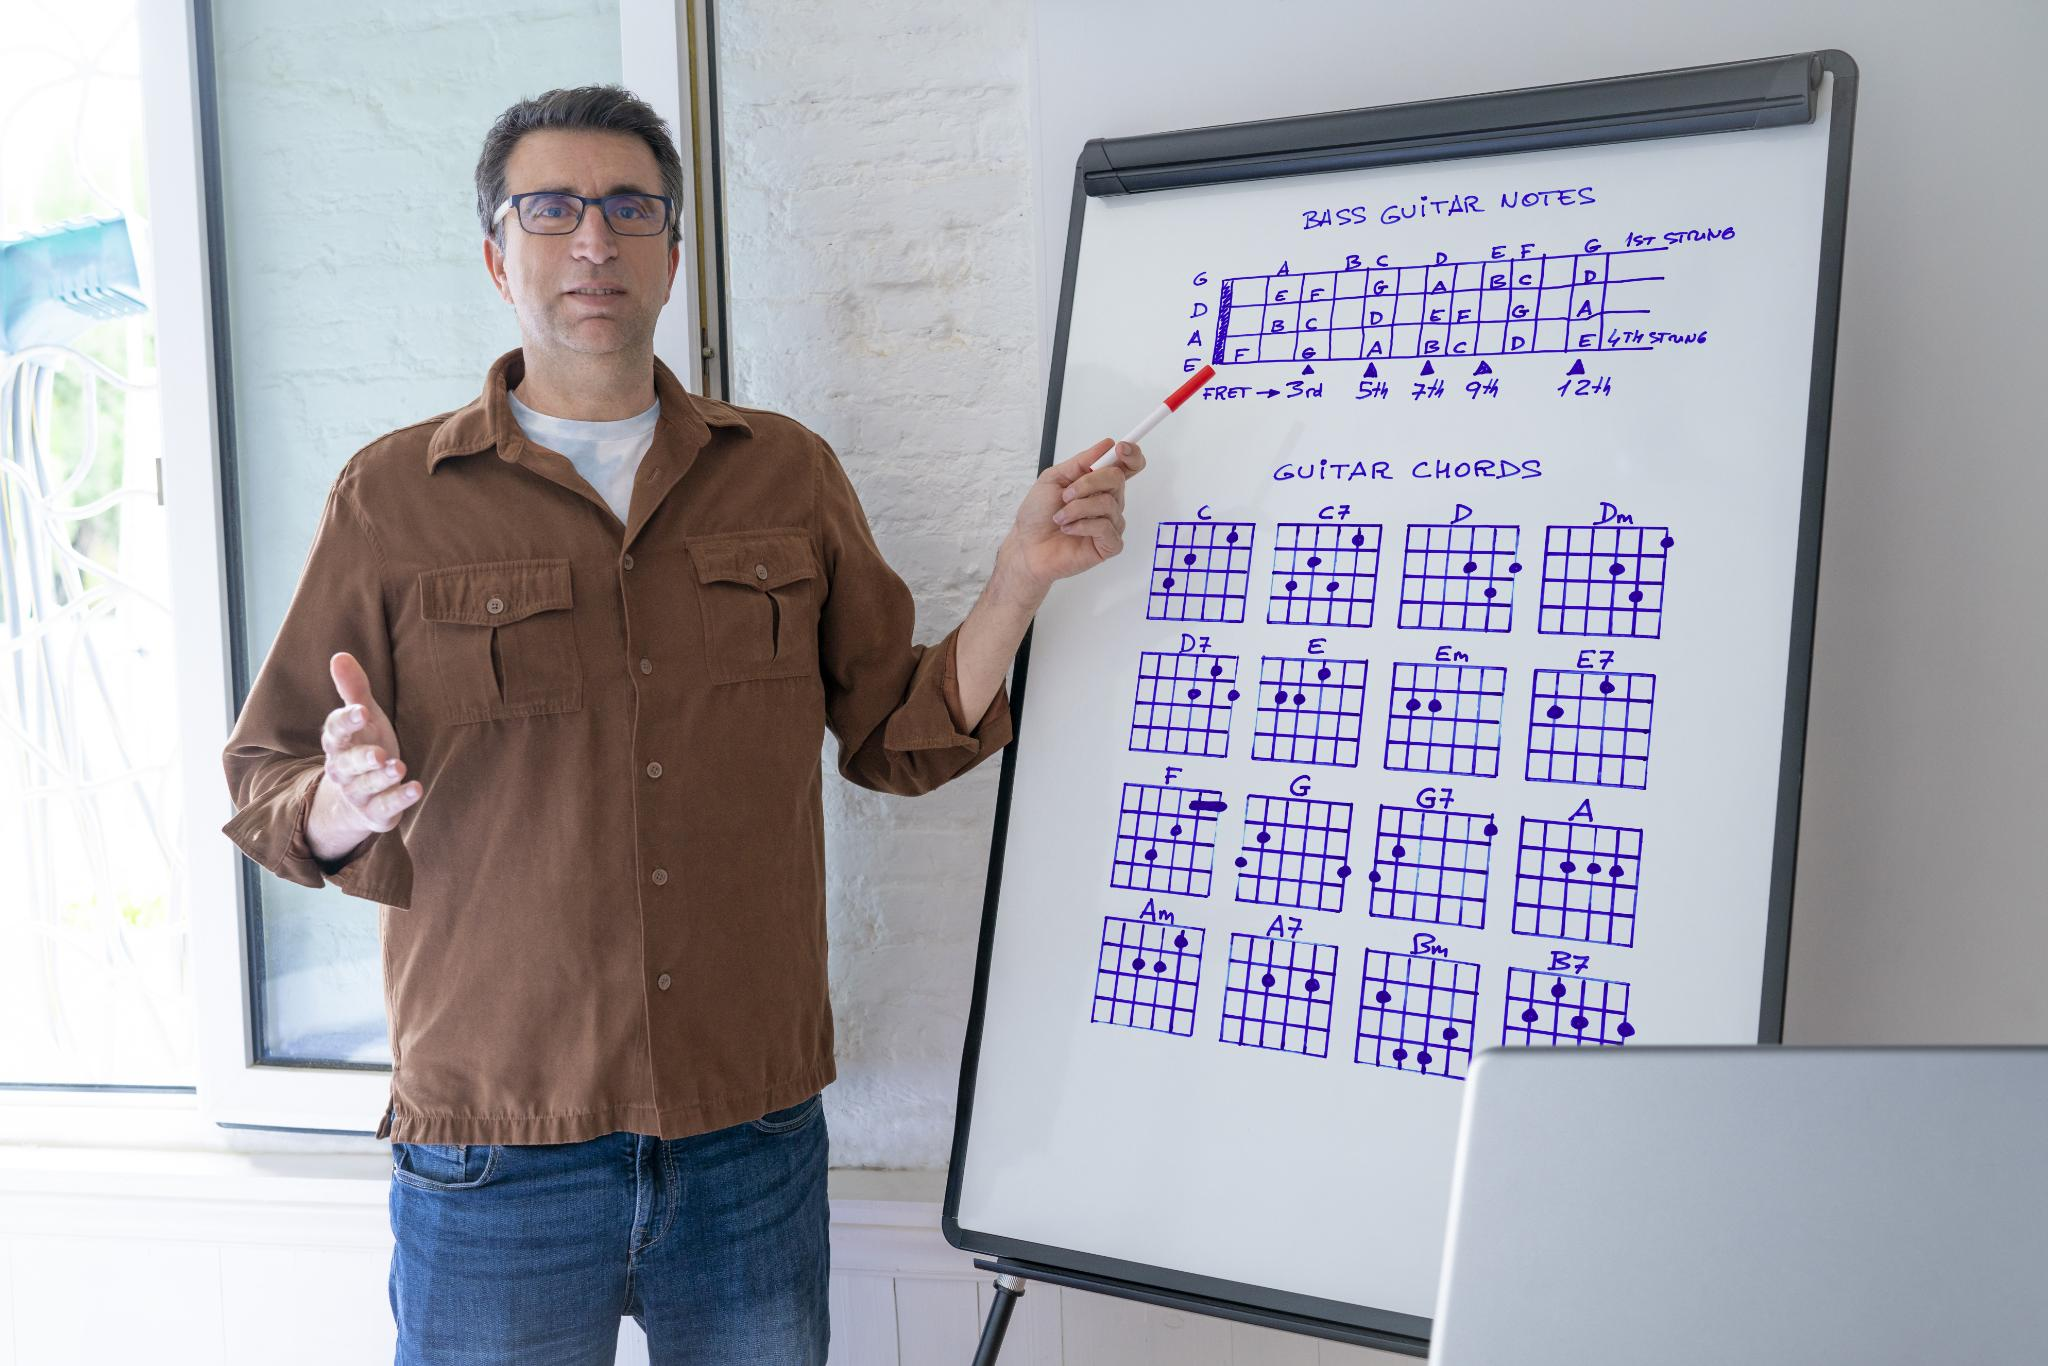 BASS GUITAR NOTES
A B C D E F G 1ST STRING
G E F G A B C D
D B C D E F G A
A F G A B C D E 4TH STRING
E
FRET → 3rd 5th 7th 9th 12th
GUITAR CHORDS
C C7 D Dm
D7 E Em E7
F G G7 A
Am A7 Bm B7